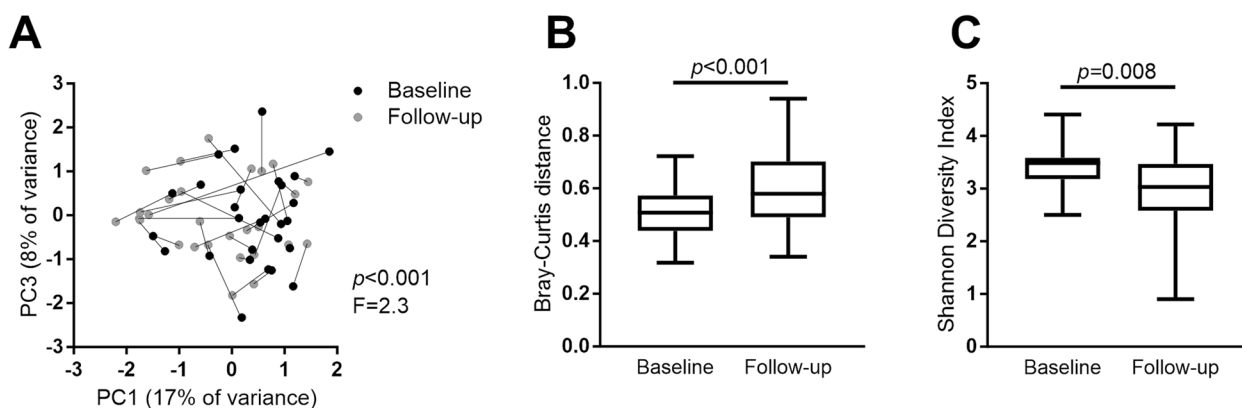 A
3
2
1
0
-1
-2
-3
-3
-2
-1
0
1
2
PC3 (8% of variance)
PC1 (17% of variance)
Baseline
Follow-up
p<0.001
F=2.3
B
p<0.001
1.0
0.8
0.6
0.4
0.2
0.0
Bray-Curtis distance
Baseline
Follow-up
C
p=0.008
5
4
3
2
1
0
Shannon Diversity Index
Baseline
Follow-up